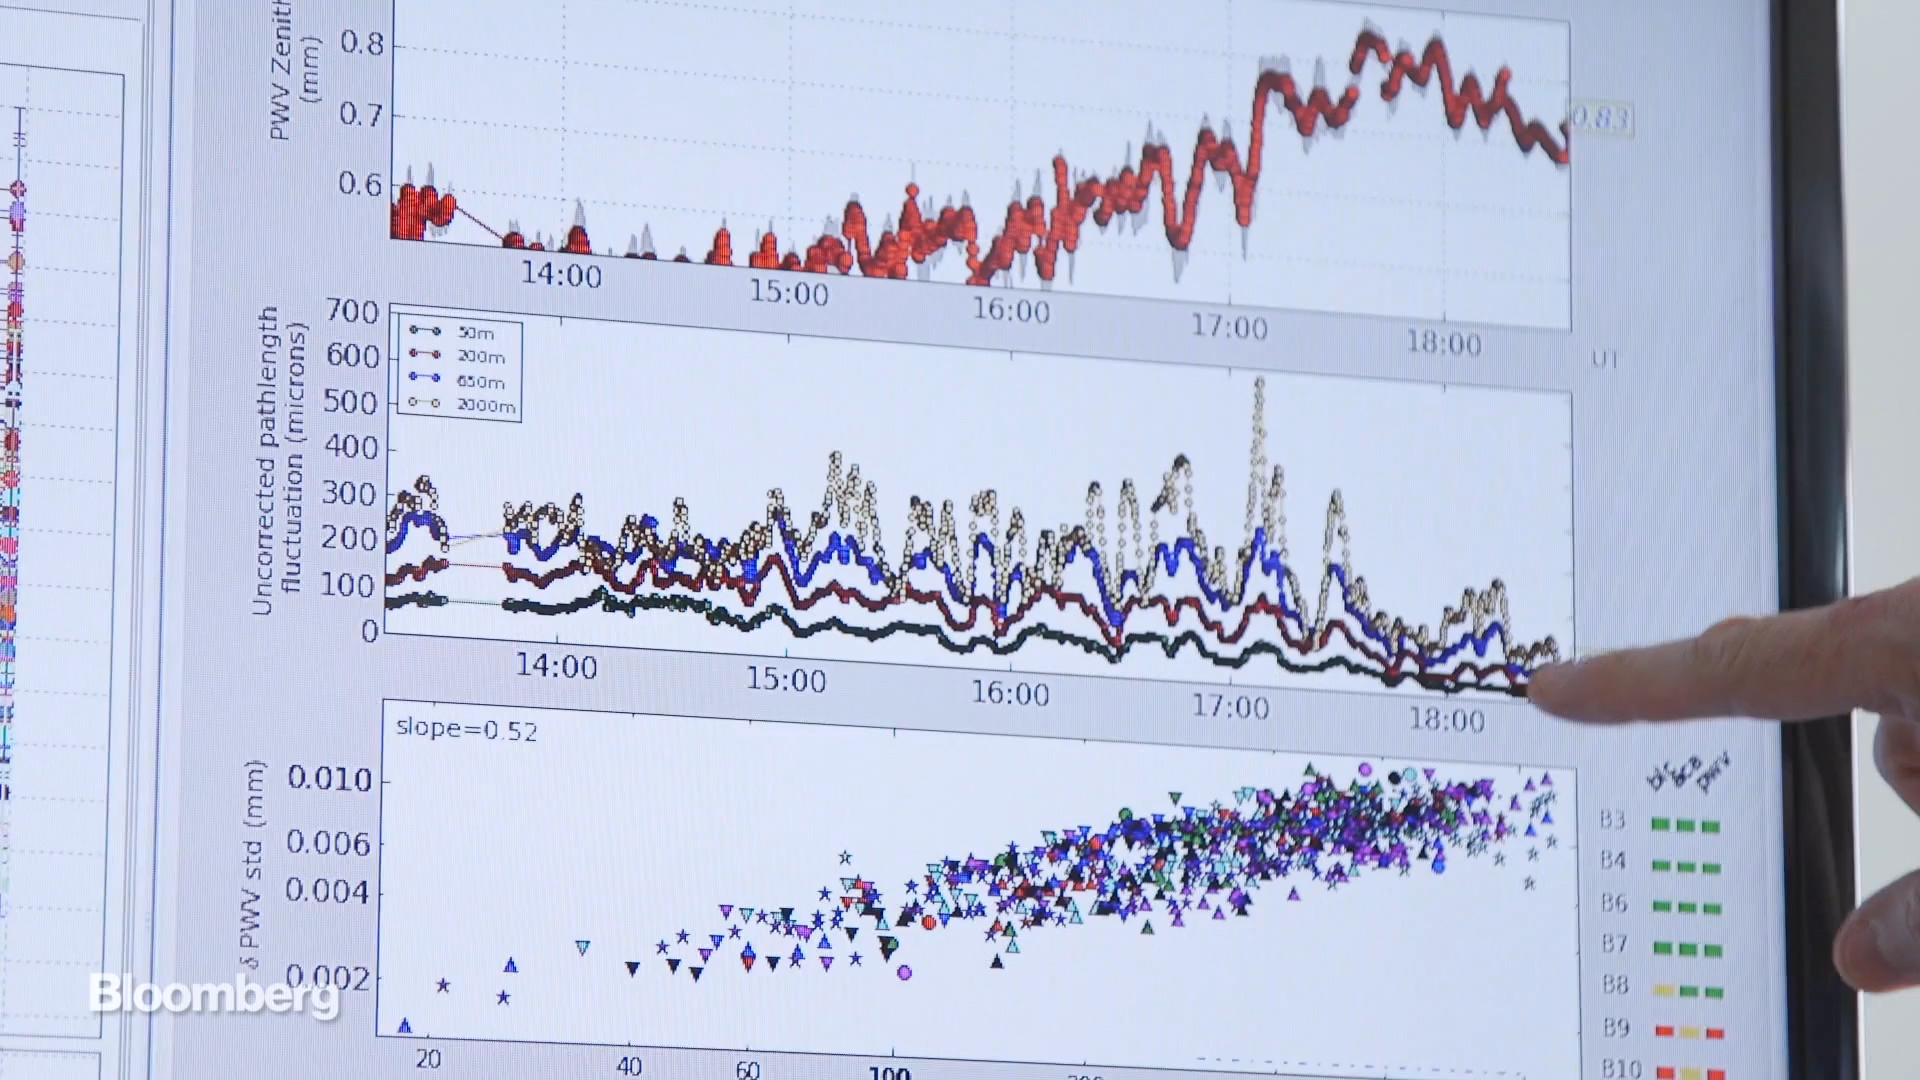 PWV Zenith
(mm)
0.8
0.7
0.6
0.83
14:00
15:00
16:00
17:00
18:00
UT
Uncorrected pathlength
fluctuation (microns)
700
600
500
400
300
200
100
0
50m
200m
650m
2000m
14:00
15:00
16:00
17:00
18:00
δ PWV std (mm)
slope=0.52
0.010
0.006
0.004
0.002
20
40
60
100
PWV
B3
B4
B6
B7
B8
B9
B10
Bloomberg